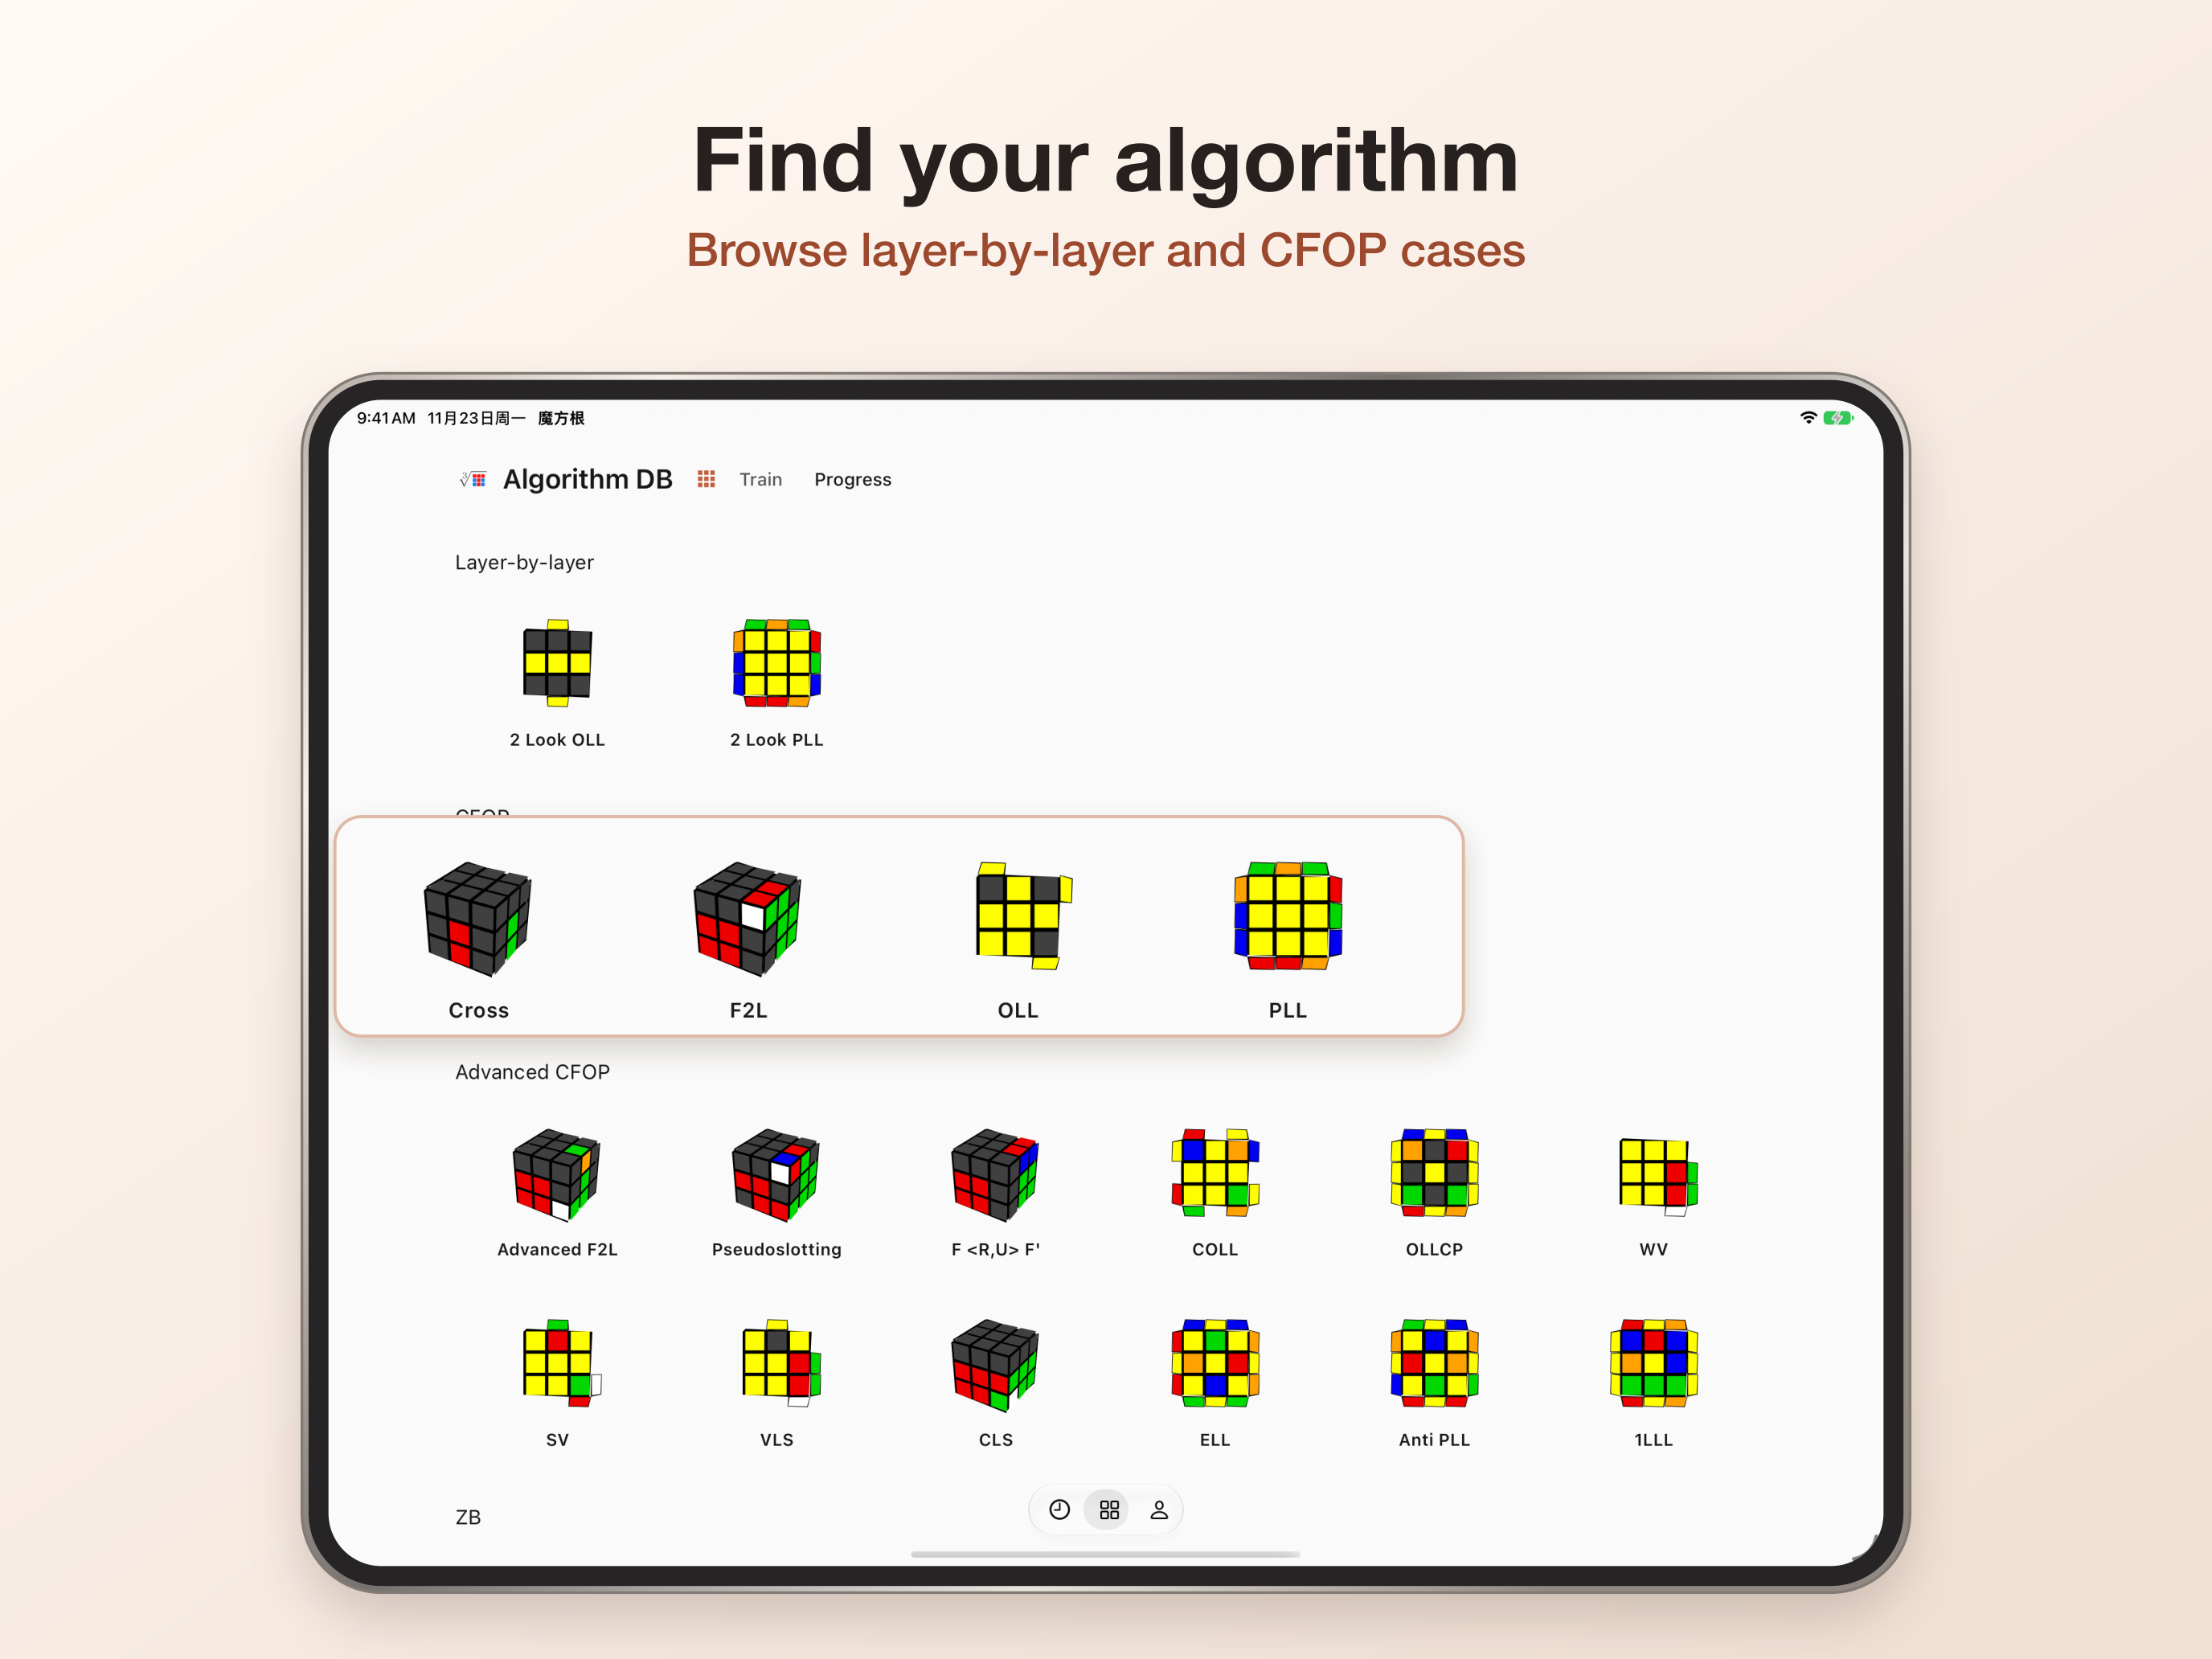 Find your algorithm
Browse layer-by-layer and CFOP cases
9:41 AM 11月23日周一 魔方根
Algorithm DB Train Progress
Layer-by-layer
2 Look OLL 2 Look PLL
CFOP
Cross F2L OLL PLL
Advanced CFOP
Advanced F2L Pseudoslotting F <R,U> F' COLL OLLCP WV
SV VLS CLS ELL Anti PLL 1LLL
ZB